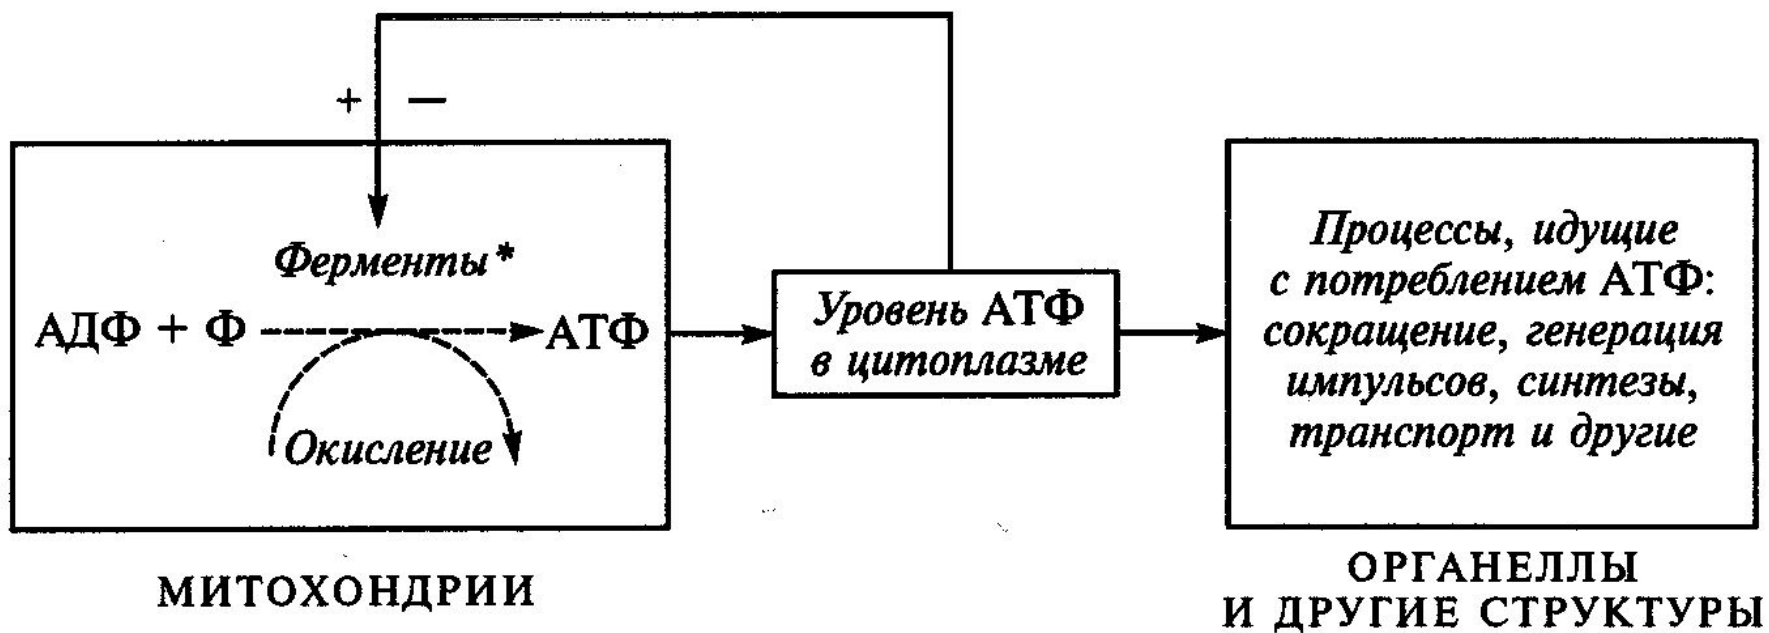 + —
Ферменты*
АДФ + Ф
АТФ
Окисление
МИТОХОНДРИИ
Уровень АТФ
в цитоплазме
Процессы, идущие
с потреблением АТФ:
сокращение, генерация
импульсов, синтезы,
транспорт и другие
ОРГАНЕЛЛЫ
И ДРУГИЕ СТРУКТУРЫ